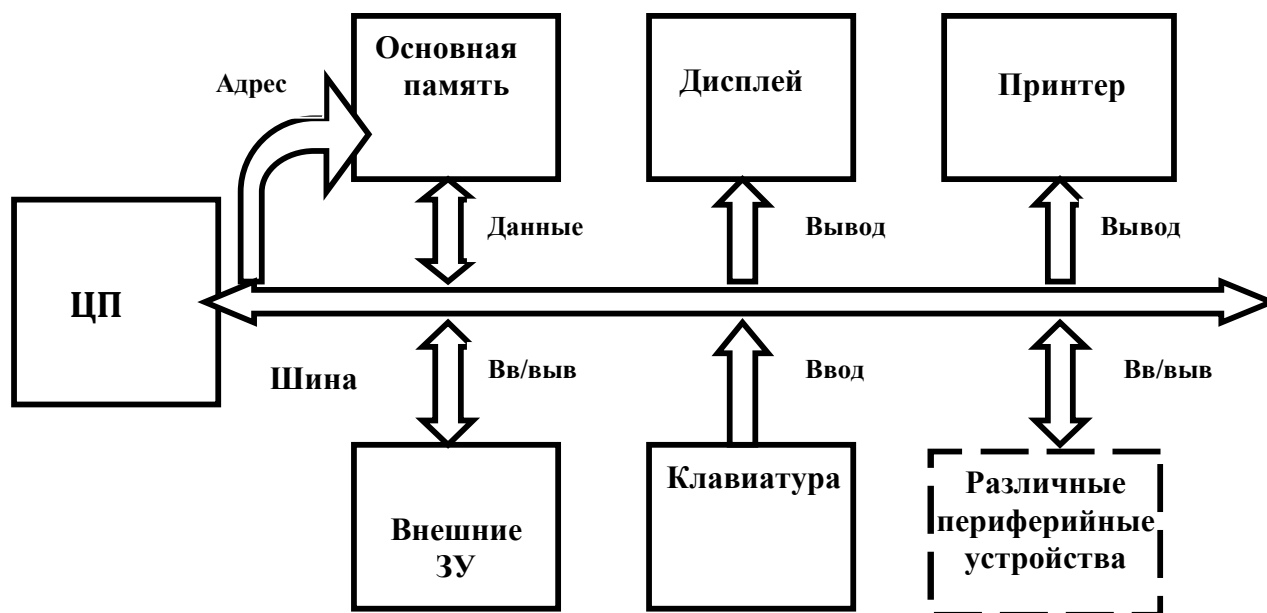 Основная
память
Дисплей
Принтер
Адрес
Данные
Вывод
Вывод
ЦП
Шина
Вв/выв
Ввод
Вв/выв
Внешние
ЗУ
Клавиатура
Различные
периферийные
устройства